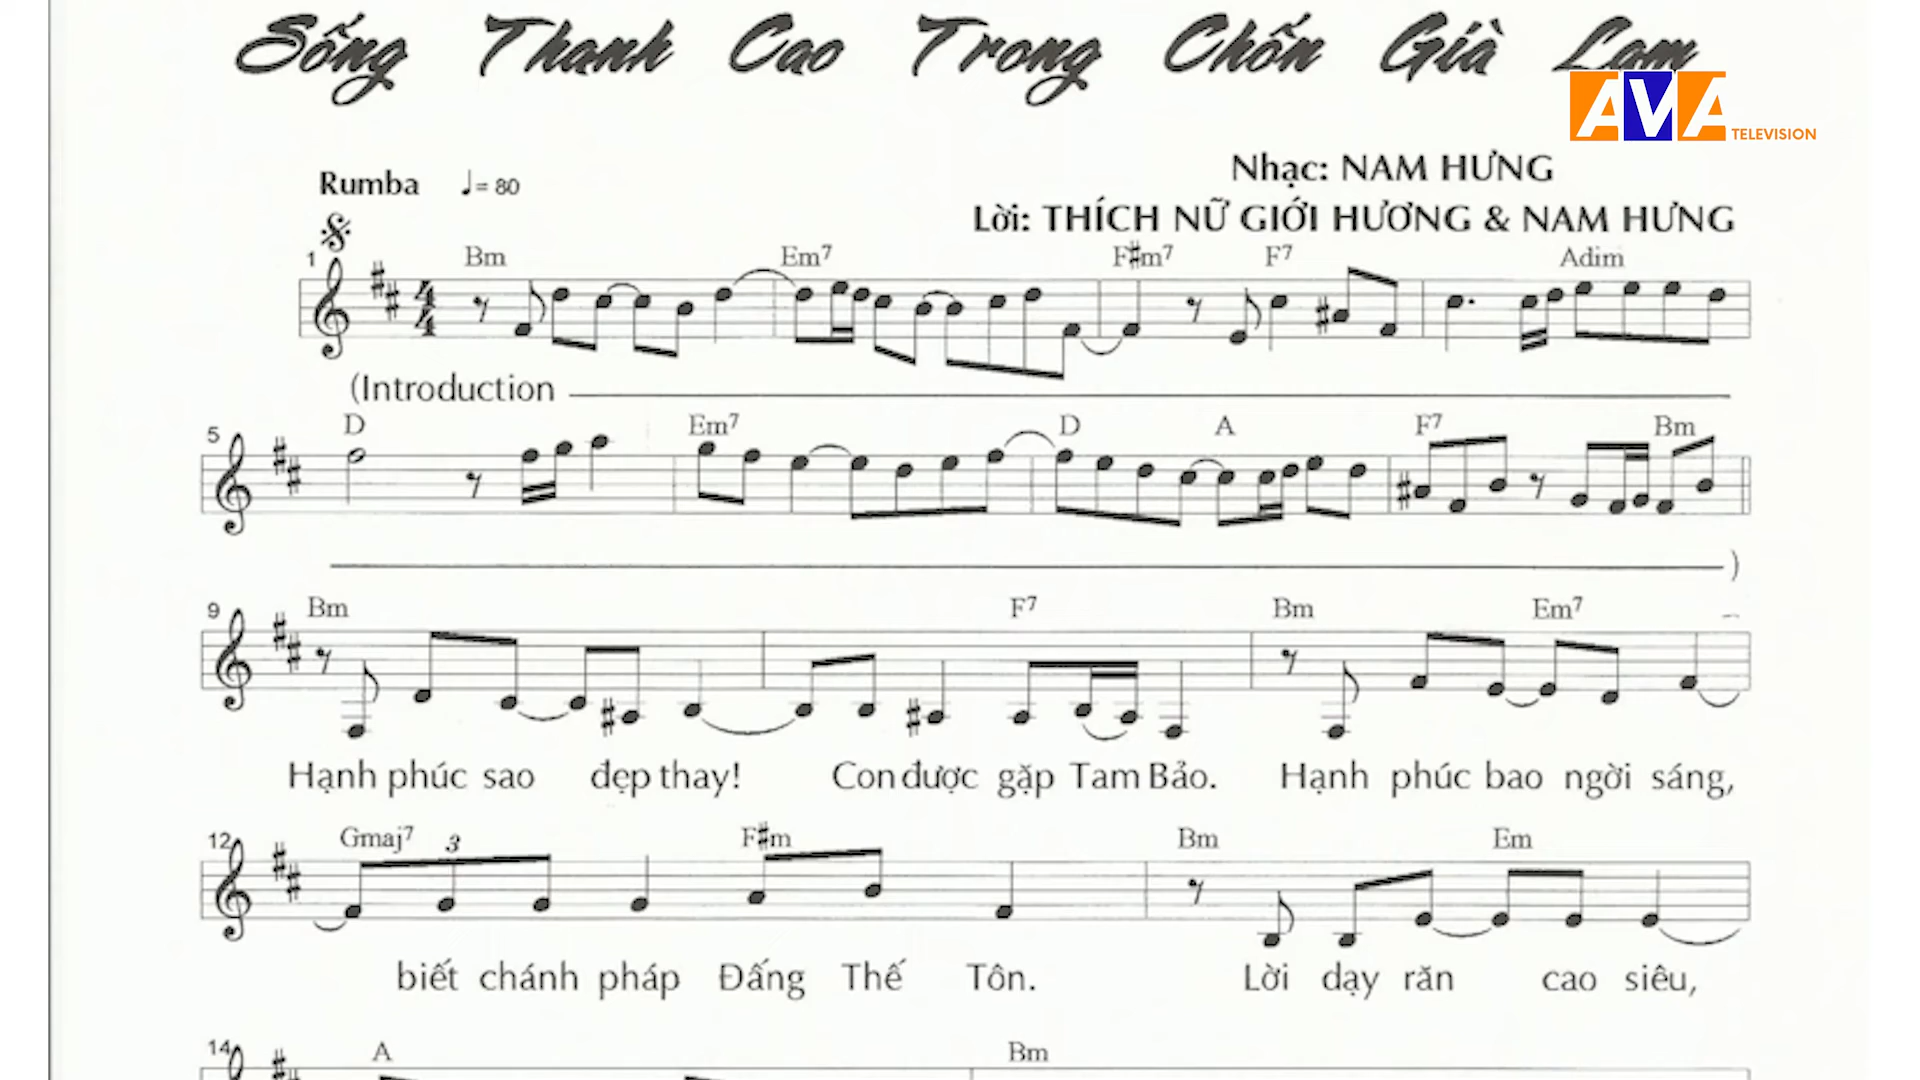 Sống Thanh Cao Trong Chốn Già Lam
AVA TELEVISION
Nhạc: NAM HƯNG
Rumba ♩= 80
Lời: THÍCH NỮ GIỚI HƯƠNG & NAM HƯNG
1 Bm Em7 F#m7 F7 Adim
4 4
(Introduction
5 D Em7 D A F7 Bm
)
9 Bm F7 Bm Em7
Hạnh phúc sao đẹp thay! Con được gặp Tam Bảo. Hạnh phúc bao ngời sáng,
12 Gmaj7 3 F#m Bm Em
biết chánh pháp Đấng Thế Tôn. Lời dạy răn cao siêu,
14 A Bm